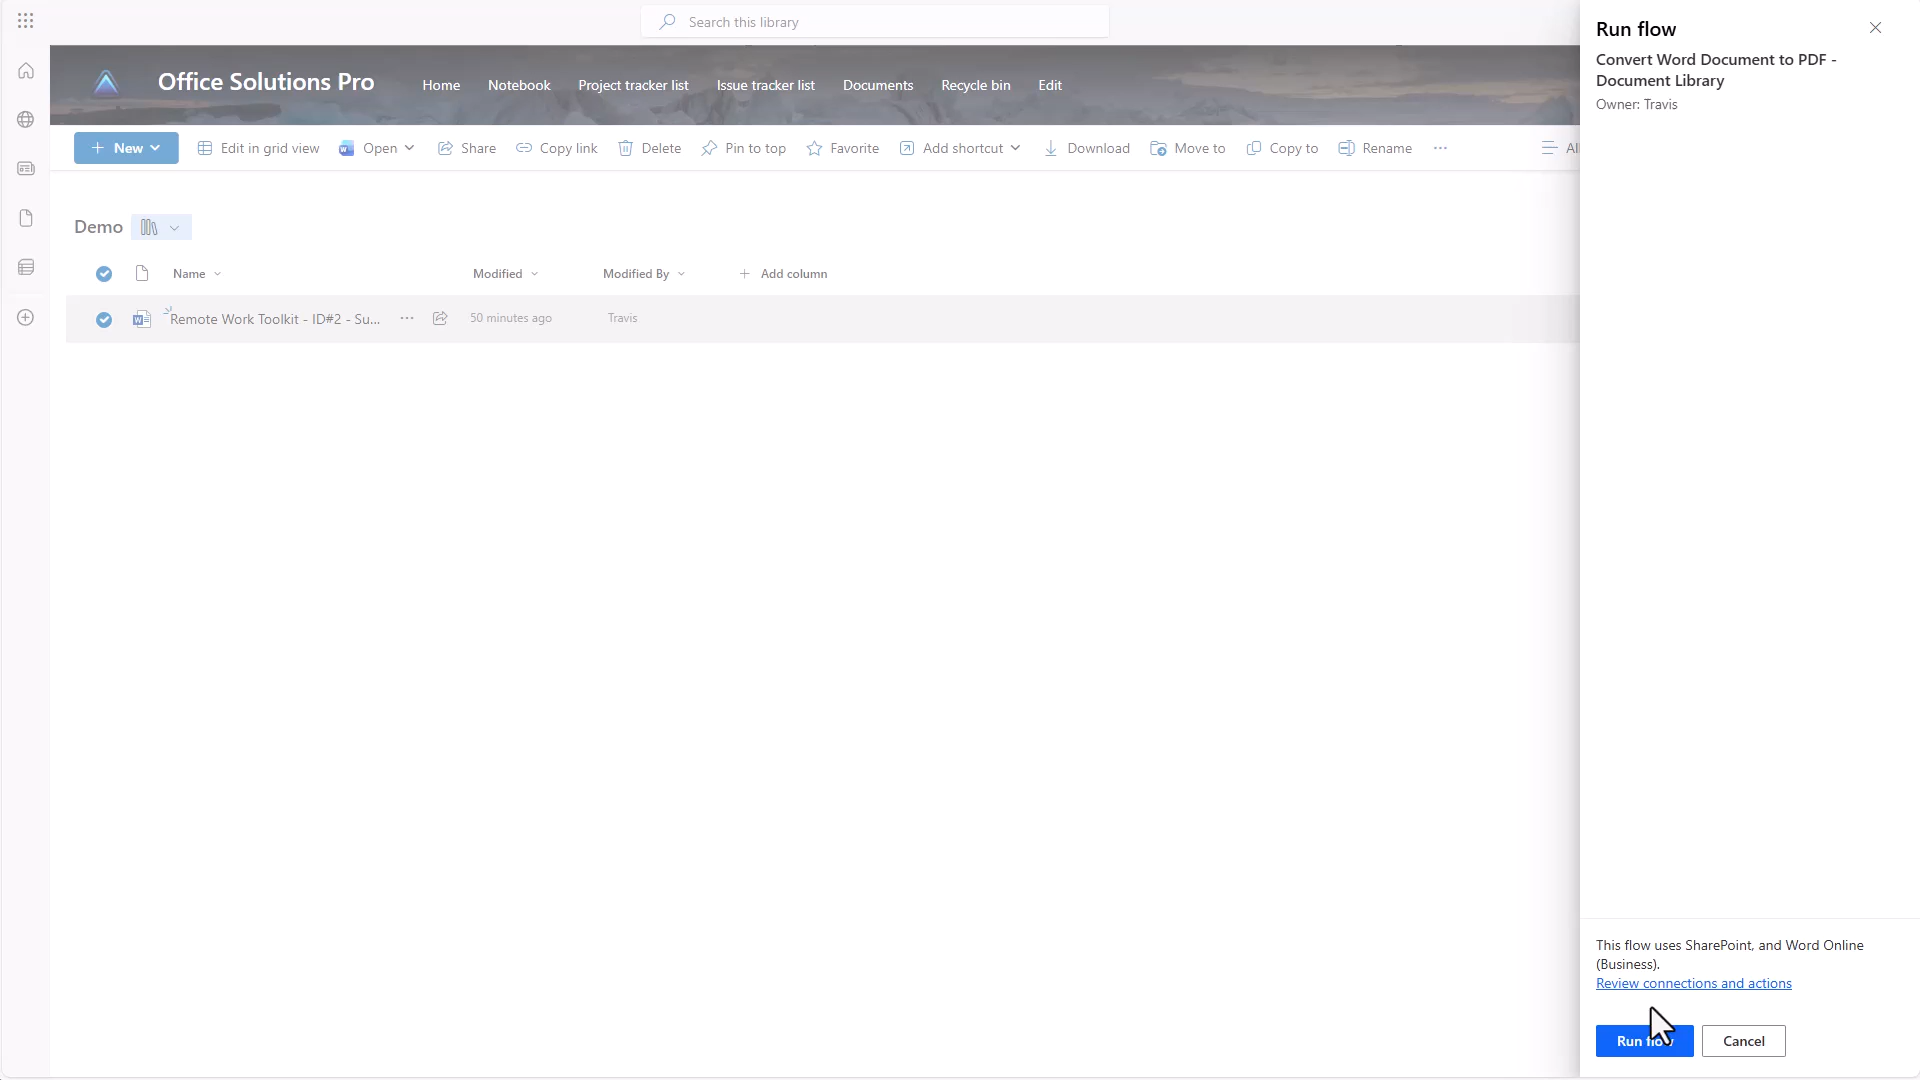 Search this library
Run flow
Convert Word Document to PDF -
Document Library
Owner: Travis
Office Solutions Pro
Home Notebook Project tracker list Issue tracker list Documents Recycle bin Edit
New Edit in grid view Open Share Copy link Delete Pin to top Favorite Add shortcut Download Move to Copy to Rename ...
Demo
Name Modified Modified By Add column
Remote Work Toolkit - ID#2 - Su... ... 50 minutes ago Travis
This flow uses SharePoint, and Word Online
(Business).
Review connections and actions
Run Cancel